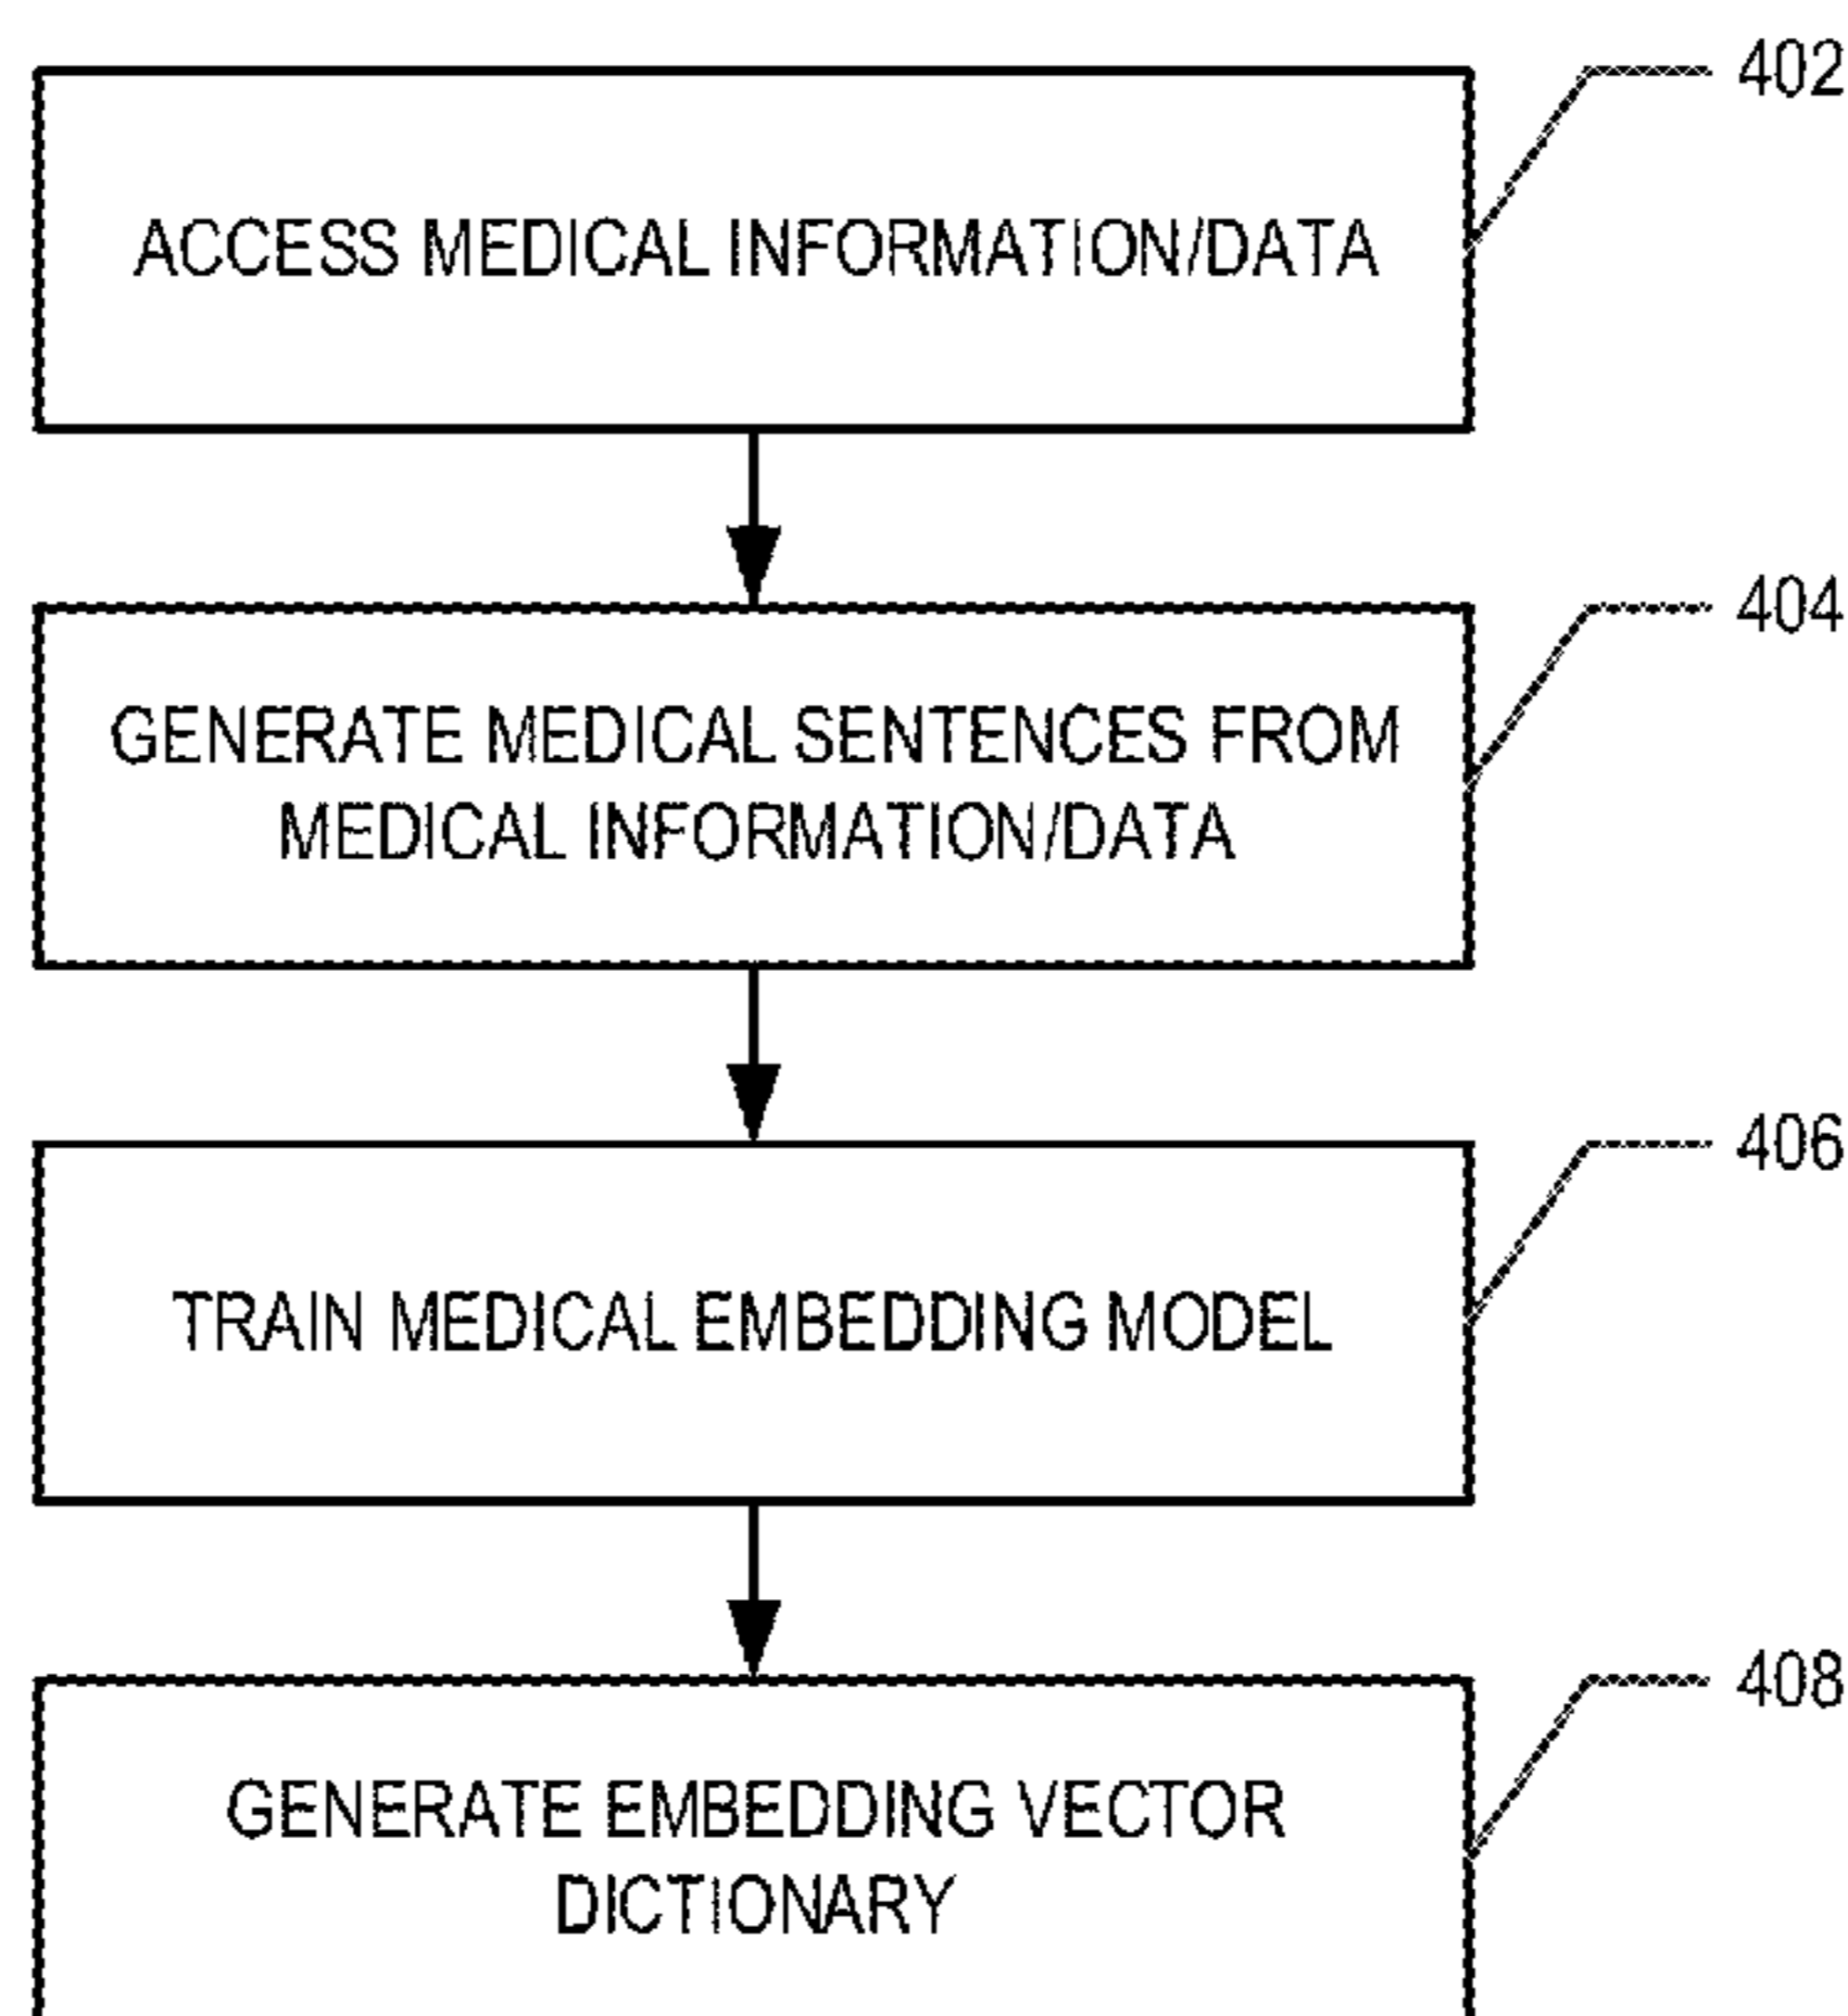 402
ACCESS MEDICAL INFORMATION/DATA
404
GENERATE MEDICAL SENTENCES FROM
MEDICAL INFORMATION/DATA
406
TRAIN MEDICAL EMBEDDING MODEL
408
GENERATE EMBEDDING VECTOR
DICTIONARY